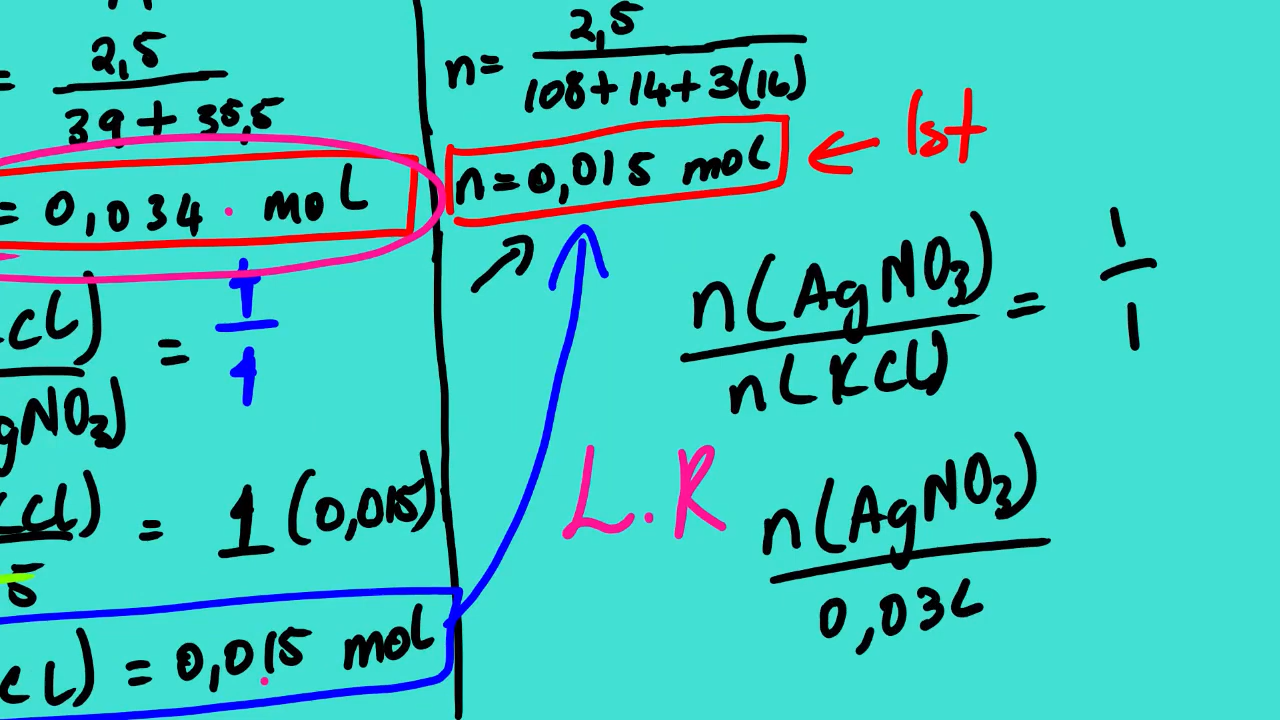 = 2,5
39 + 35,5
= 0,034 · mol
CL) = 1
gNO3) 1
CL) = 1 (0,015)
5
CL) = 0,015 mol
n = 2,5
108 + 14 + 3(16)
n = 0,015 mol ← 1st
n(AgNO3) = 1
n(KCL) 1
L.R
n(AgNO3)
0,03